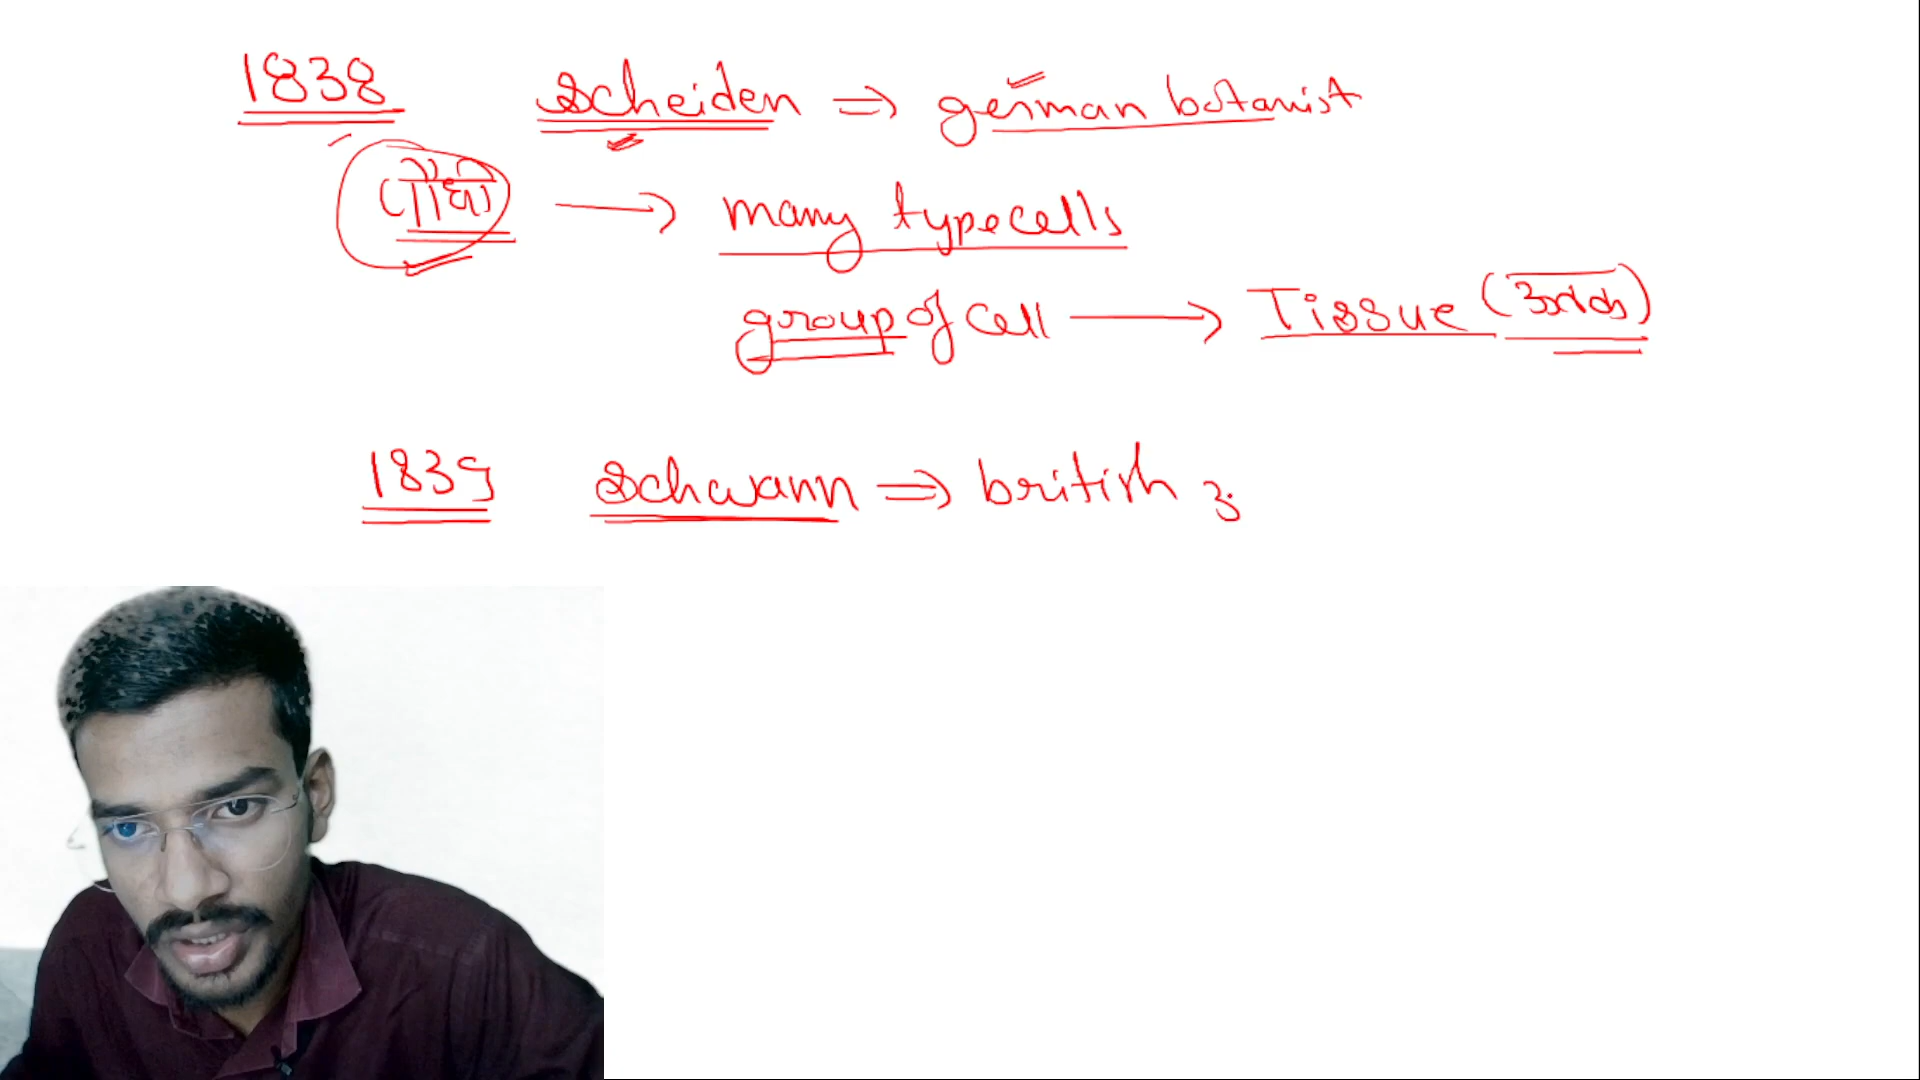 1838 Scheiden ⇒ german botanist
पौधों → many type cells
group of cell → Tissue (ऊतक)
1839 Schwann ⇒ british